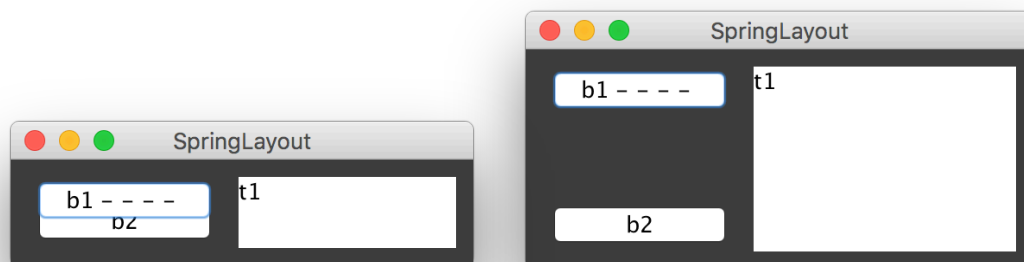 SpringLayout
b1 - - - -
t1
b2
SpringLayout
b1 - - - -
t1
b2